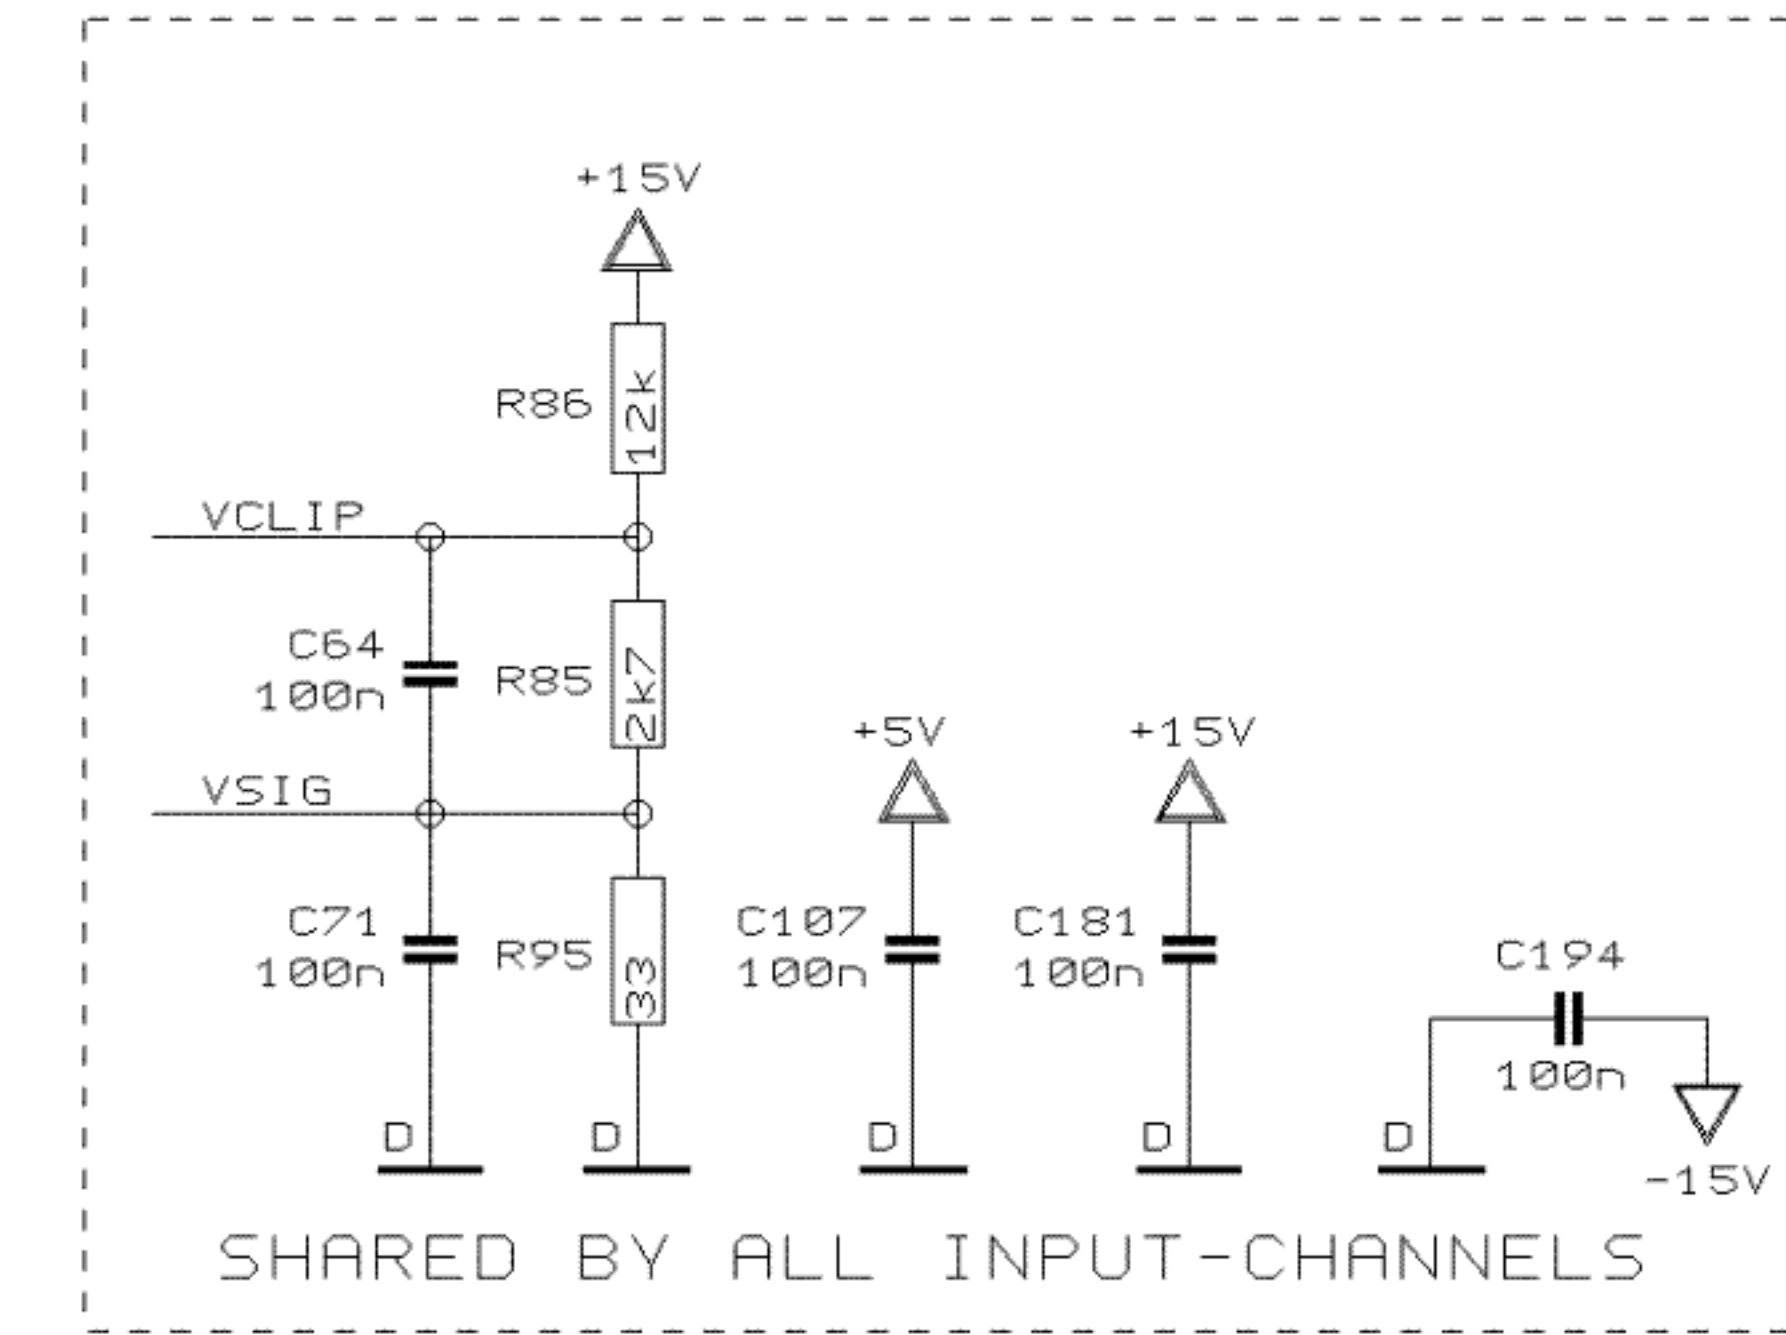 +15V
R86
12k
VCLIP
C64
100n
R85
2k7
VSIG
+5V
+15V
C71
100n
R95
33
C107
100n
C181
100n
C194
100n
D
D
D
D
D
-15V
SHARED BY ALL INPUT-CHANNELS